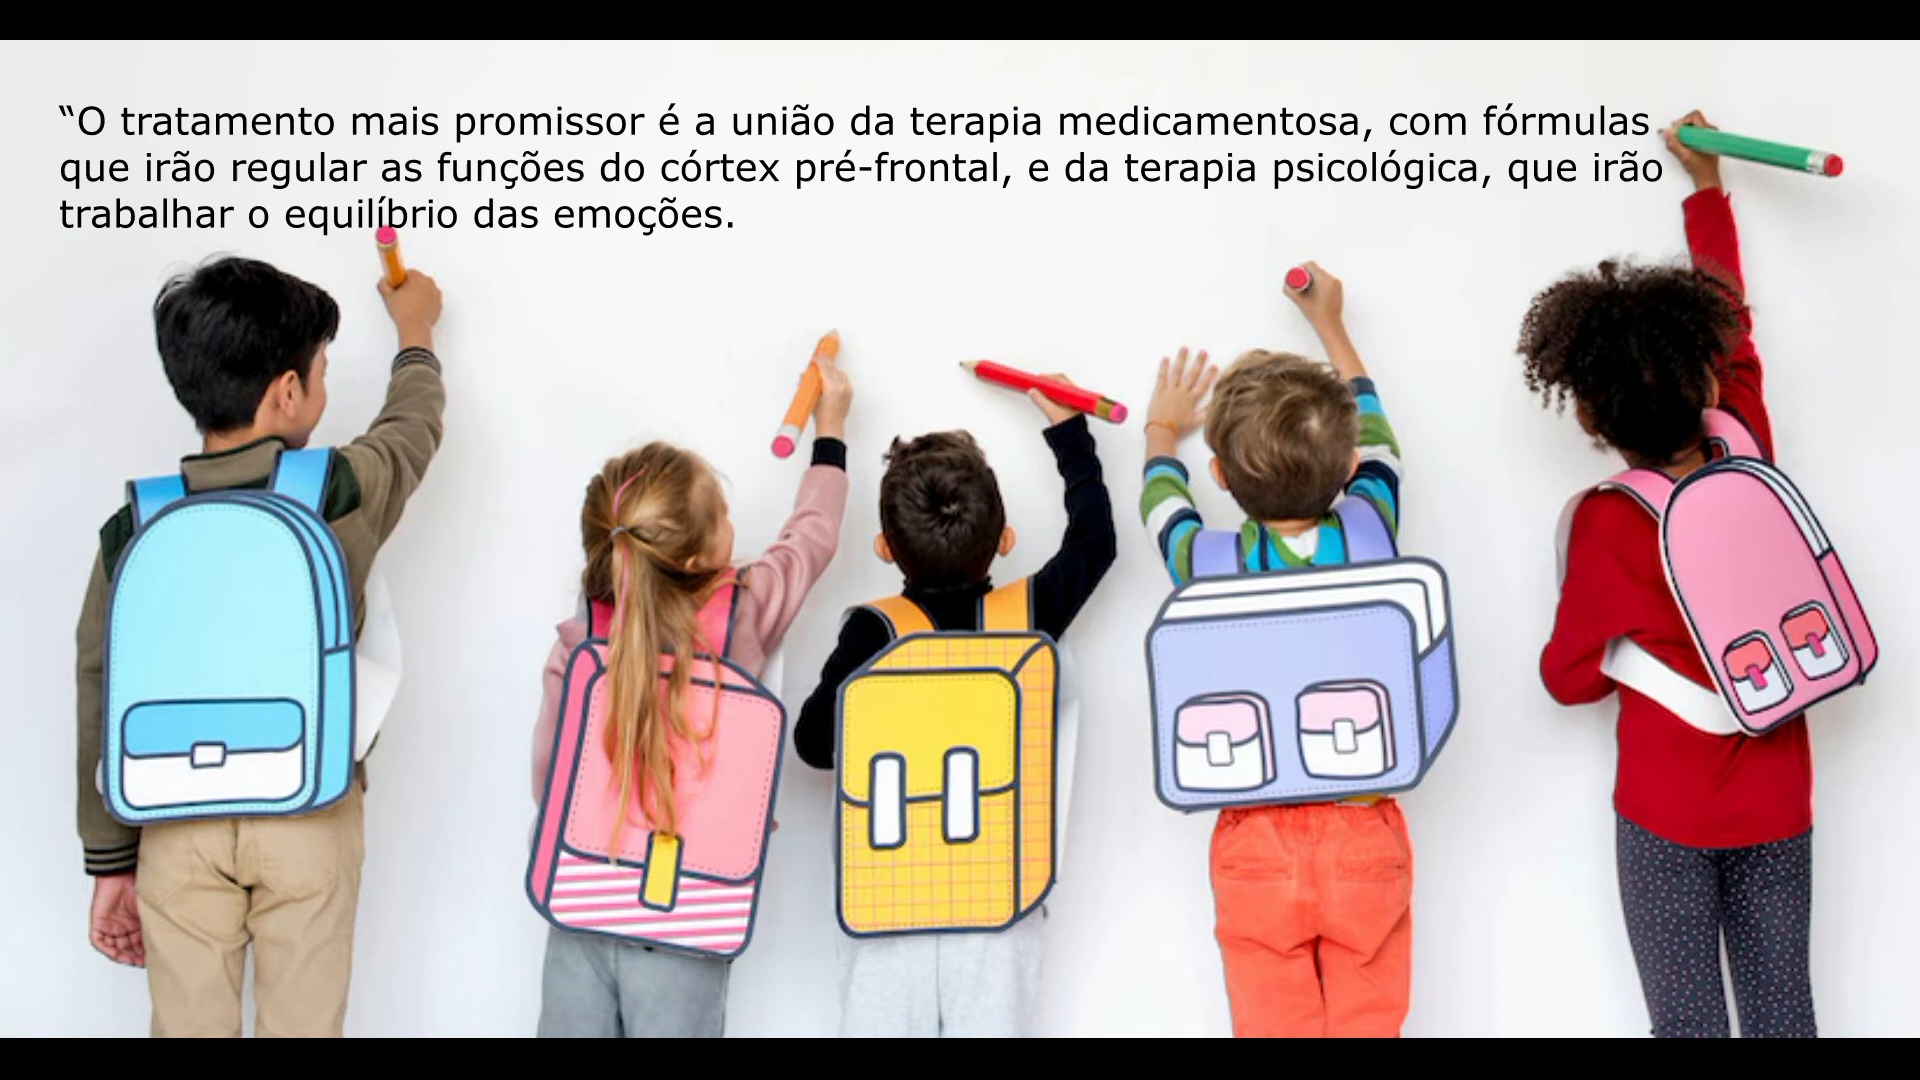 “O tratamento mais promissor é a união da terapia medicamentosa, com fórmulas
que irão regular as funções do córtex pré-frontal, e da terapia psicológica, que irão
trabalhar o equilíbrio das emoções.